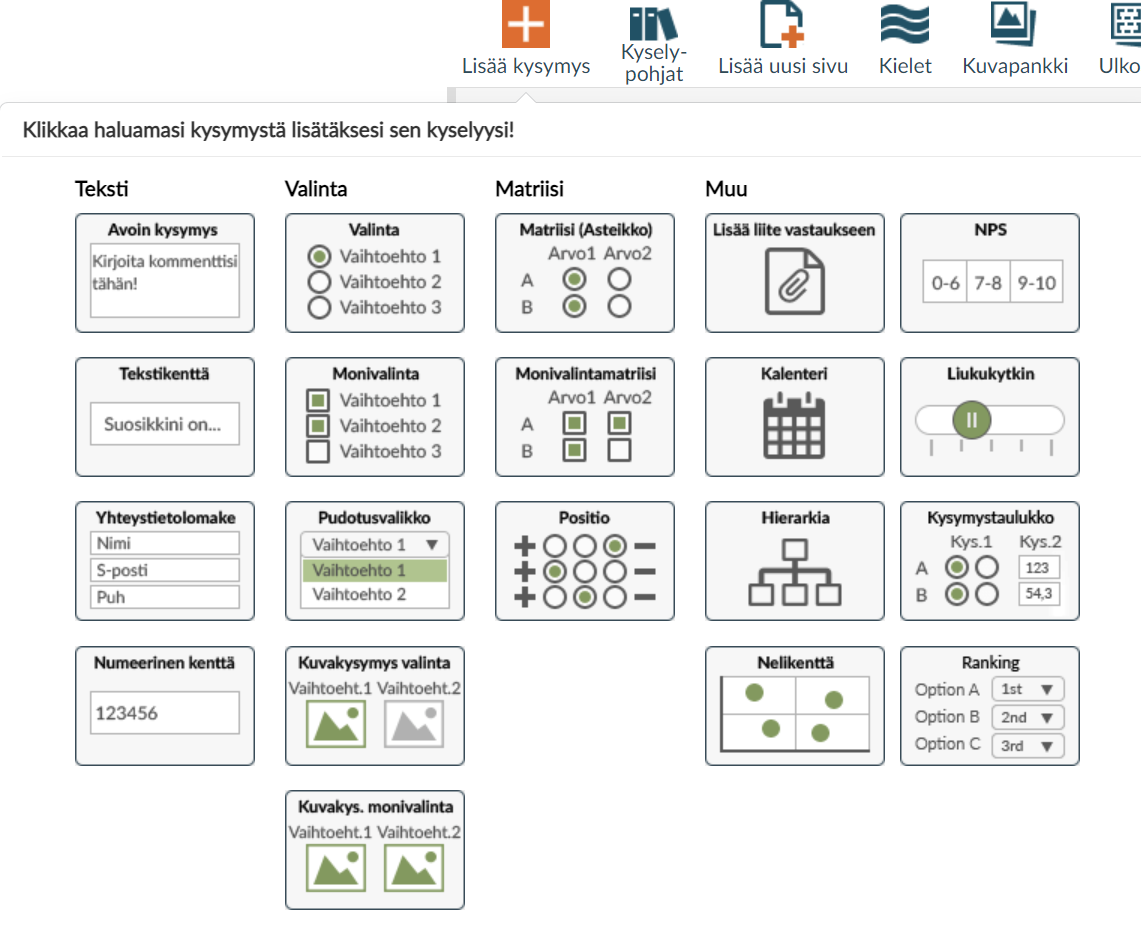 Lisää kysymys
Kysely-
pohjat
Lisää uusi sivu
Kielet
Kuvapankki
Ulko
Klikkaa haluamasi kysymystä lisätäksesi sen kyselyysi!
Teksti
Valinta
Matriisi
Muu
Avoin kysymys
Kirjoita kommenttisi
tähän!
Valinta
Vaihtoehto 1
Vaihtoehto 2
Vaihtoehto 3
Matriisi (Asteikko)
Arvo1 Arvo2
A
B
Lisää liite vastaukseen
NPS
0-6 7-8 9-10
Tekstikenttä
Suosikkini on...
Monivalinta
Vaihtoehto 1
Vaihtoehto 2
Vaihtoehto 3
Monivalintamatriisi
Arvo1 Arvo2
A
B
Kalenteri
Liukukytkin
Yhteystietolomake
Nimi
S-posti
Puh
Pudotusvalikko
Vaihtoehto 1
Vaihtoehto 1
Vaihtoehto 2
Positio
Hierarkia
Kysymystaulukko
Kys.1 Kys.2
A 123
B 54,3
Numeerinen kenttä
123456
Kuvakysymys valinta
Vaihtoeht.1 Vaihtoeht.2
Nelikenttä
Ranking
Option A 1st
Option B 2nd
Option C 3rd
Kuvakys. monivalinta
Vaihtoeht.1 Vaihtoeht.2